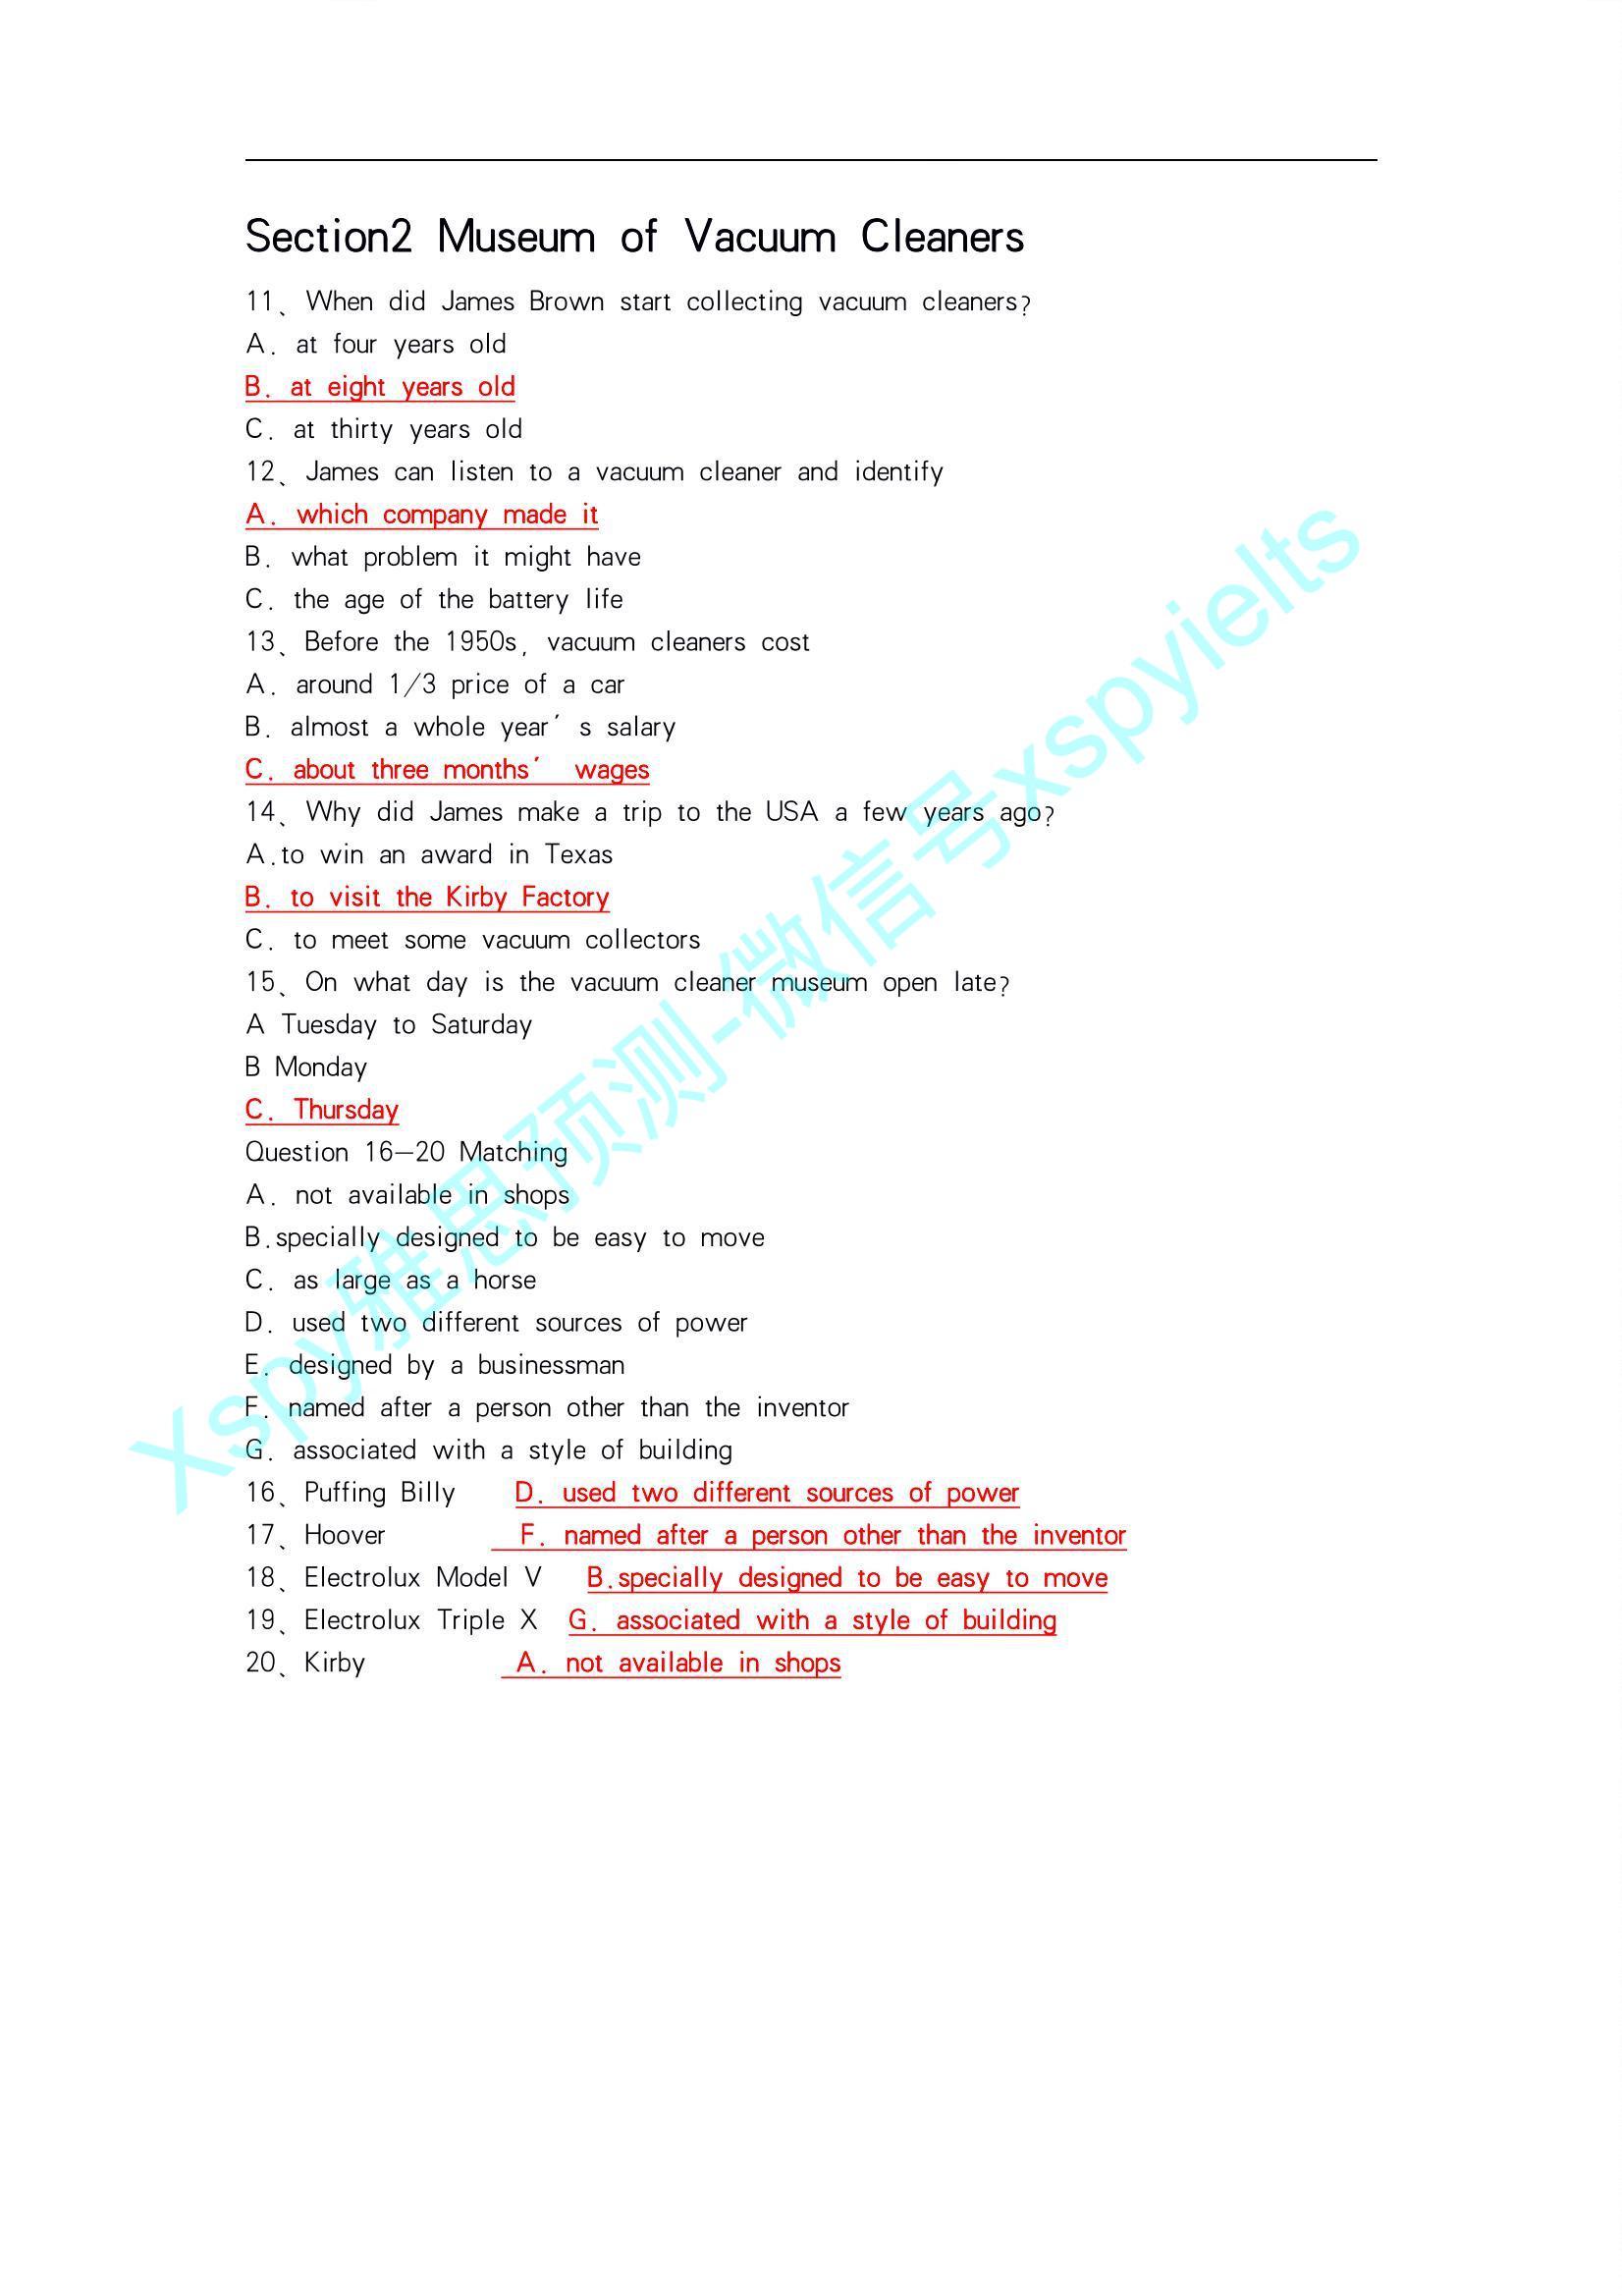 Section2 Museum of Vacuum Cleaners
11、When did James Brown start collecting vacuum cleaners?
A. at four years old
B. at eight years old
C. at thirty years old
12、James can listen to a vacuum cleaner and identify
A. which company made it
B. what problem it might have
C. the age of the battery life
13、Before the 1950s, vacuum cleaners cost
A. around 1/3 price of a car
B. almost a whole year's salary
C. about three months' wages
14、Why did James make a trip to the USA a few years ago?
A.to win an award in Texas
B. to visit the Kirby Factory
C. to meet some vacuum collectors
15、On what day is the vacuum cleaner museum open late?
A Tuesday to Saturday
B Monday
C. Thursday
Question 16—20 Matching
A. not available in shops
B.specially designed to be easy to move
C. as large as a horse
D. used two different sources of power
E. designed by a businessman
F. named after a person other than the inventor
G. associated with a style of building
16、Puffing Billy D. used two different sources of power
17、Hoover F. named after a person other than the inventor
18、Electrolux Model V B.specially designed to be easy to move
19、Electrolux Triple X G. associated with a style of building
20、Kirby A. not available in shops
Xspy雅思预测-微信号xspyielts